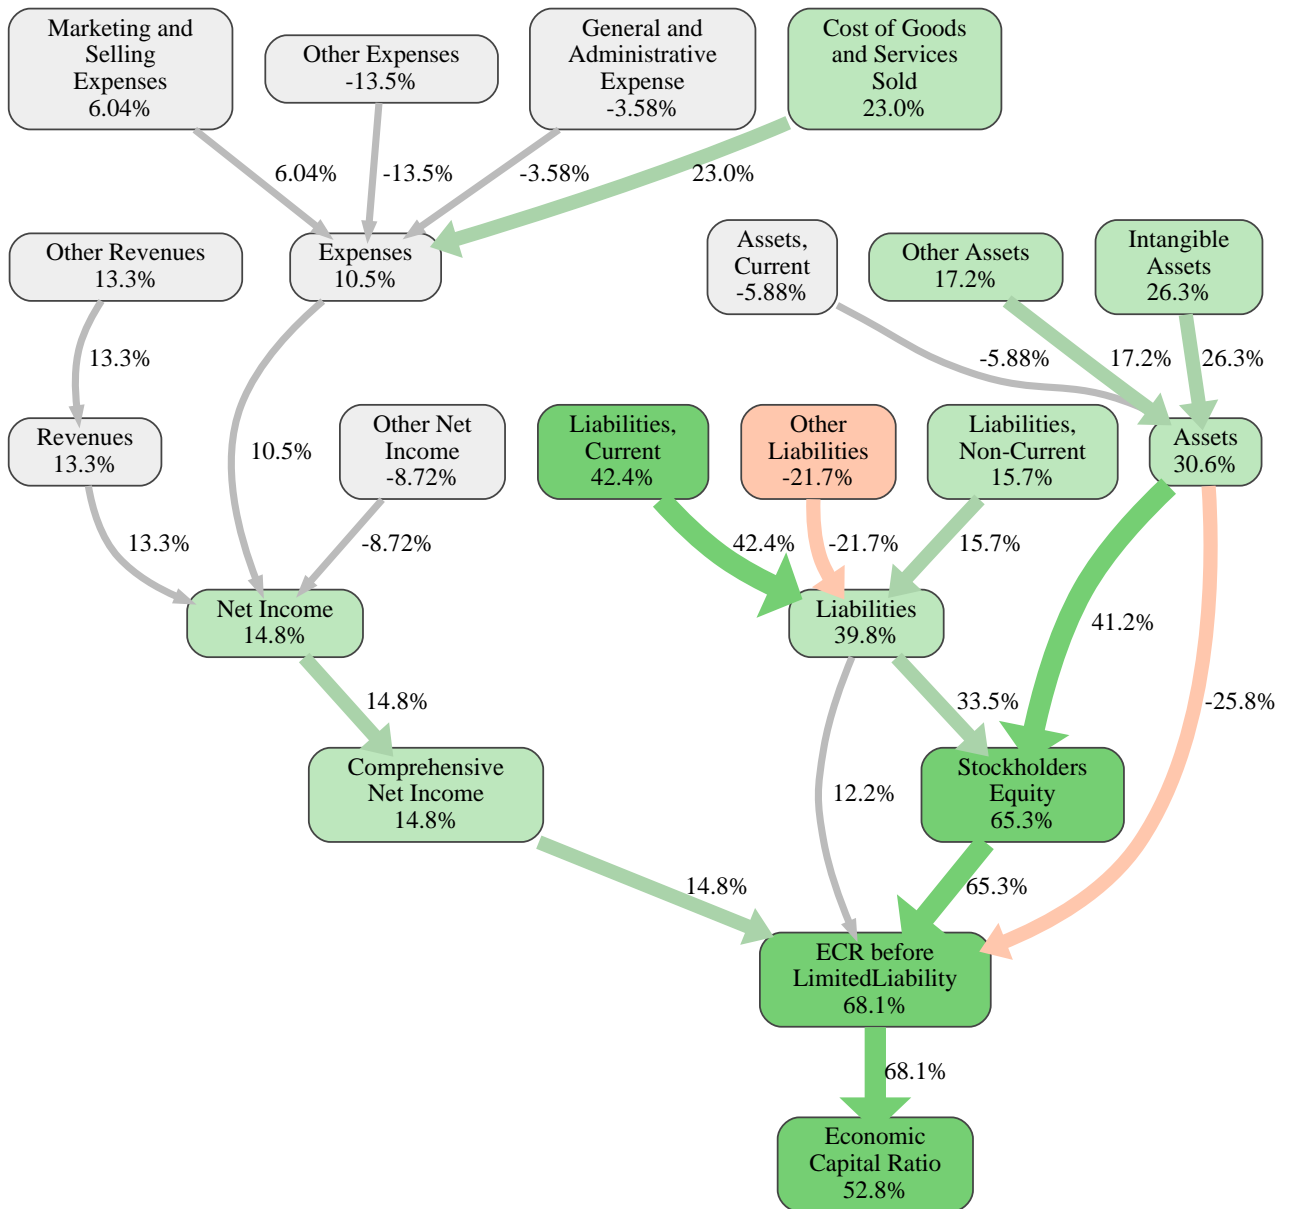 Marketing and
Selling
Expenses
6.04%
Other Expenses
-13.5%
General and
Administrative
Expense
-3.58%
Cost of Goods
and Services
Sold
23.0%
6.04%
-13.5%
-3.58%
23.0%
Other Revenues
13.3%
Expenses
10.5%
Assets,
Current
-5.88%
Other Assets
17.2%
Intangible
Assets
26.3%
13.3%
-5.88%
17.2%
26.3%
Revenues
13.3%
10.5%
Other Net
Income
-8.72%
Liabilities,
Current
42.4%
Other
Liabilities
-21.7%
Liabilities,
Non-Current
15.7%
Assets
30.6%
13.3%
-8.72%
42.4%
-21.7%
15.7%
Net Income
14.8%
Liabilities
39.8%
41.2%
14.8%
33.5%
-25.8%
Comprehensive
Net Income
14.8%
12.2%
Stockholders
Equity
65.3%
14.8%
65.3%
ECR before
LimitedLiability
68.1%
68.1%
Economic
Capital Ratio
52.8%